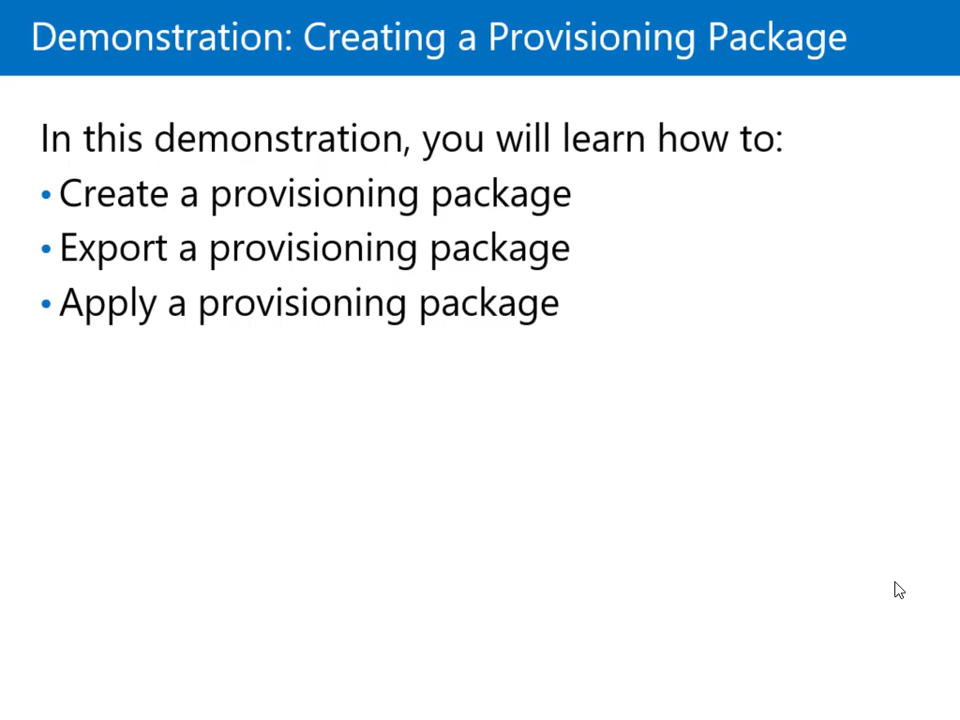 Demonstration: Creating a Provisioning Package
In this demonstration, you will learn how to:
• Create a provisioning package
• Export a provisioning package
• Apply a provisioning package